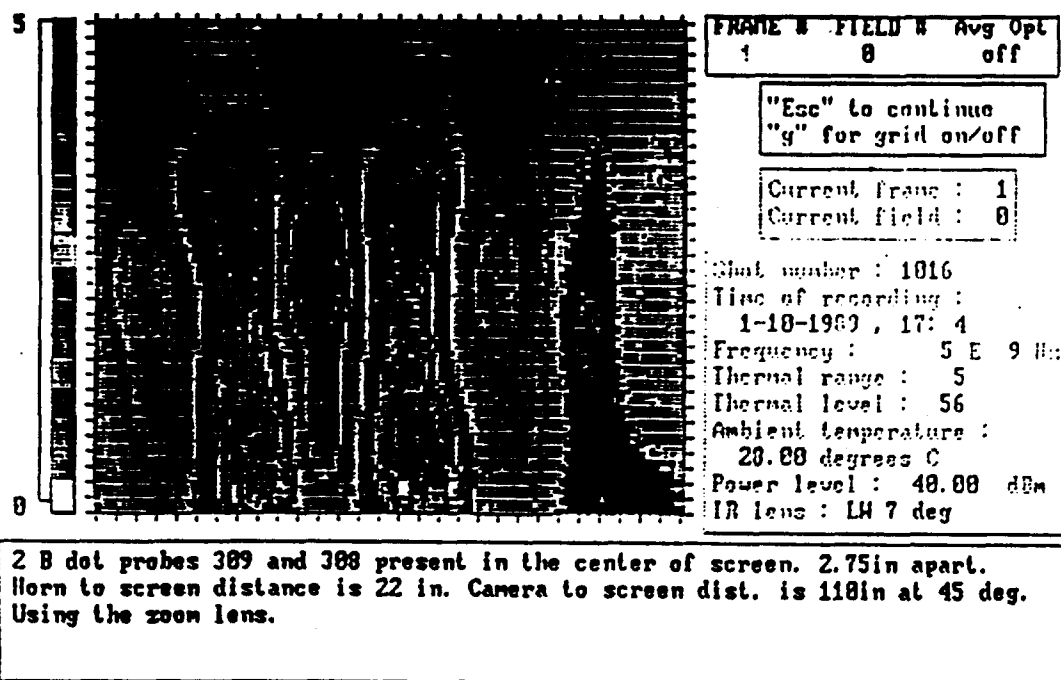 5
0
FRAME # FIELD # Avg Opt
1 0 off
"Esc" to continue
"g" for grid on/off
Current frame : 1
Current field : 0
Shot number : 1016
Time of recording :
1-10-1989 , 17: 4
Frequency : 5 E 9 Hz
Thermal range : 5
Thermal level : 56
Ambient temperature :
20.00 degrees C
Power level : 40.00 dBm
IR lens : LW 7 deg
2 B dot probes 309 and 308 present in the center of screen. 2.75in apart.
Horn to screen distance is 22 in. Camera to screen dist. is 110in at 45 deg.
Using the zoom lens.